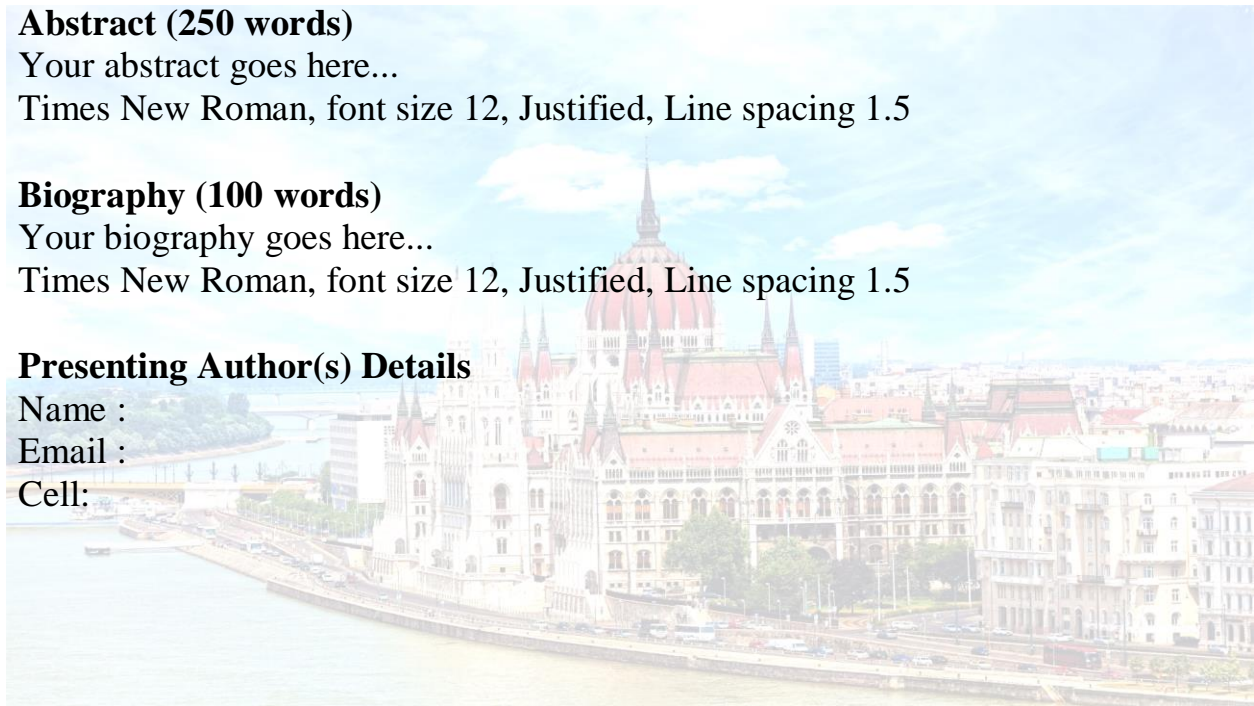 Abstract (250 words)
Your abstract goes here...
Times New Roman, font size 12, Justified, Line spacing 1.5
Biography (100 words)
Your biography goes here...
Times New Roman, font size 12, Justified, Line spacing 1.5
Presenting Author(s) Details
Name :
Email :
Cell: